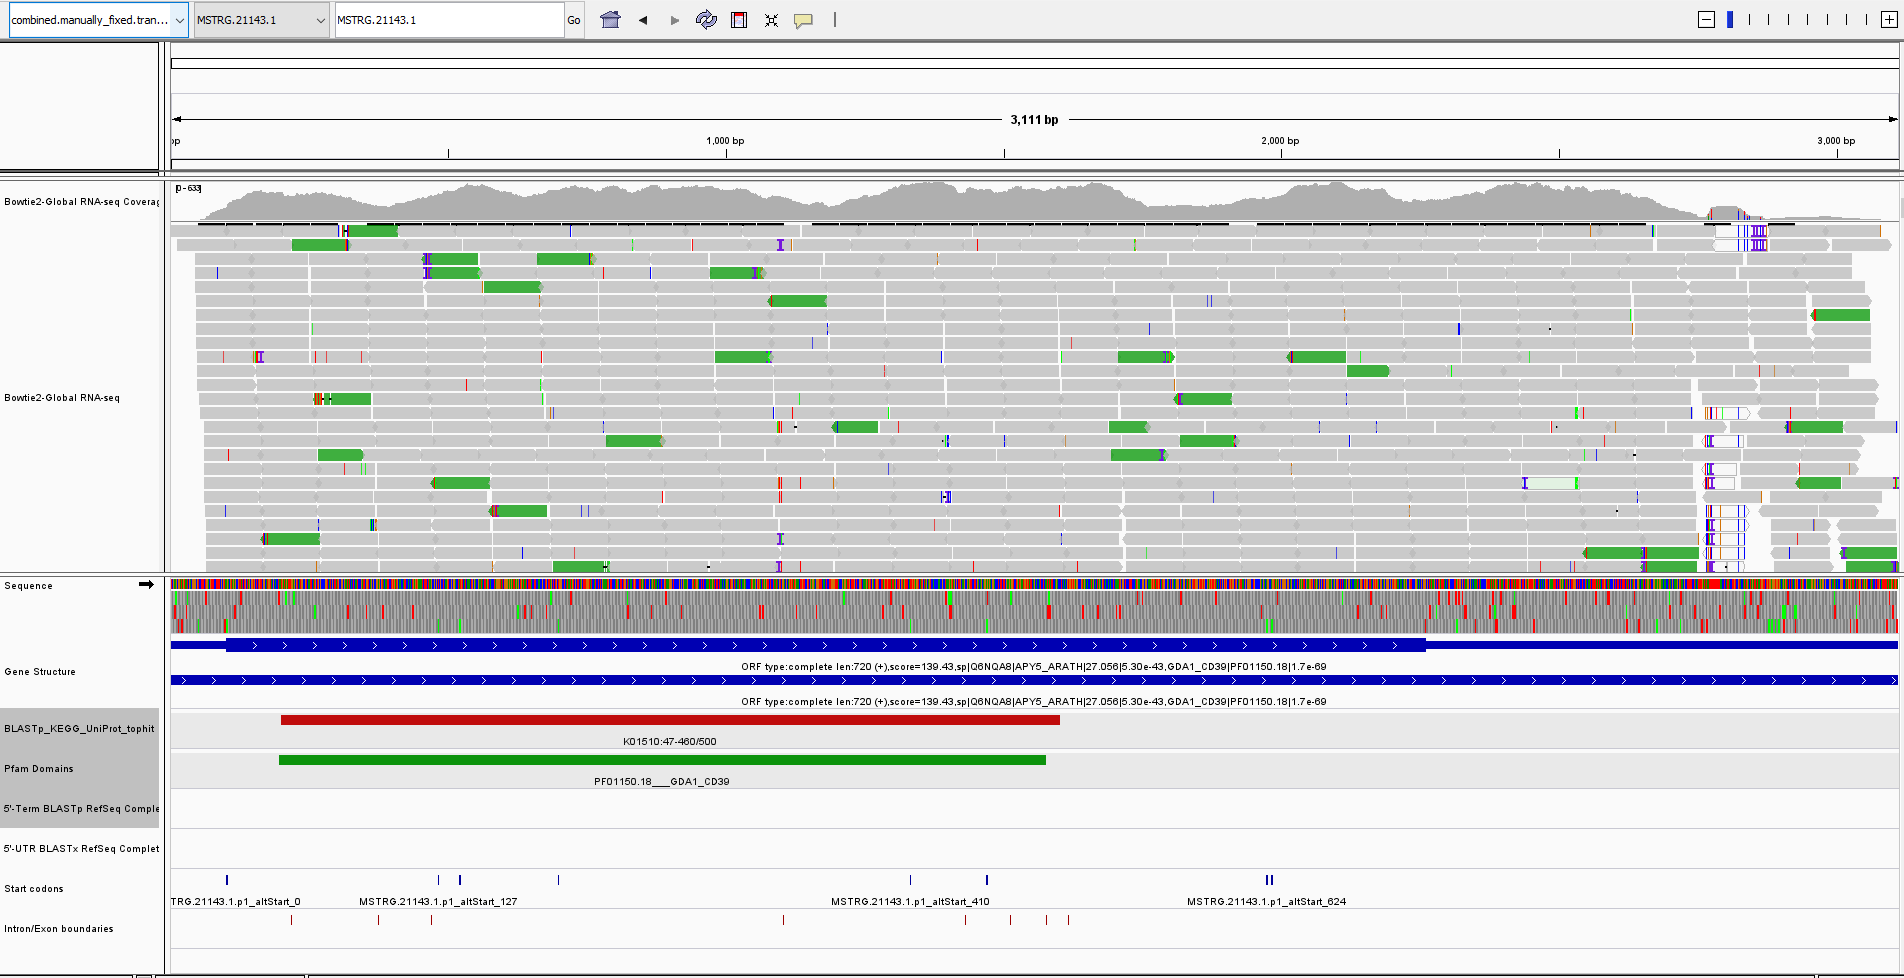 combined.manually_fixed.tran... MSTRG.21143.1 MSTRG.21143.1 Go
3,111 bp
bp 1,000 bp 2,000 bp 3,000 bp
[0 - 633]
Bowtie2-Global RNA-seq Coverag
Bowtie2-Global RNA-seq
Sequence
ORF type:complete len:720 (+),score=139.43,sp|Q6NQA8|APY5_ARATH|27.056|5.30e-43,GDA1_CD39|PF01150.18|1.7e-69
Gene Structure
ORF type:complete len:720 (+),score=139.43,sp|Q6NQA8|APY5_ARATH|27.056|5.30e-43,GDA1_CD39|PF01150.18|1.7e-69
BLASTp_KEGG_UniProt_tophit
K01510:47-460/500
Pfam Domains
PF01150.18___GDA1_CD39
5'-Term BLASTp RefSeq Comple
5'-UTR BLASTx RefSeq Complet
Start codons
TRG.21143.1.p1_altStart_0 MSTRG.21143.1.p1_altStart_127 MSTRG.21143.1.p1_altStart_410 MSTRG.21143.1.p1_altStart_624
Intron/Exon boundaries